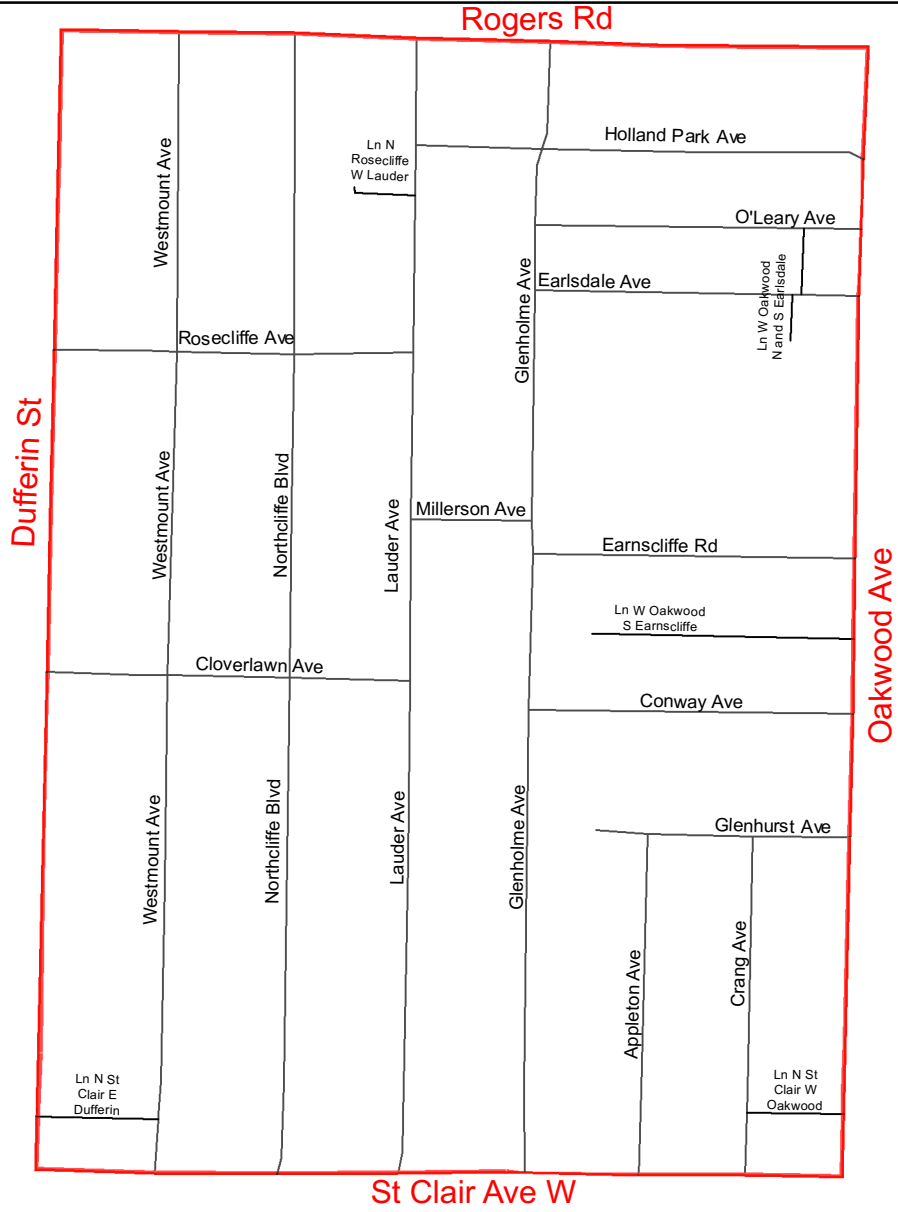 Rogers Rd
Holland Park Ave
Ln N
Rosecliffe
W Lauder
Westmount Ave
O'Leary Ave
Ln W Oakwood
N and S Earlsdale
Earlsdale Ave
Glenholme Ave
Rosecliffe Ave
Dufferin St
Westmount Ave
Northcliffe Blvd
Lauder Ave
Millerson Ave
Earnscliffe Rd
Oakwood Ave
Ln W Oakwood
S Earnscliffe
Cloverlawn Ave
Conway Ave
Westmount Ave
Northcliffe Blvd
Lauder Ave
Glenholme Ave
Glenhurst Ave
Appleton Ave
Crang Ave
Ln N St
Clair E
Dufferin
Ln N St
Clair W
Oakwood
St Clair Ave W